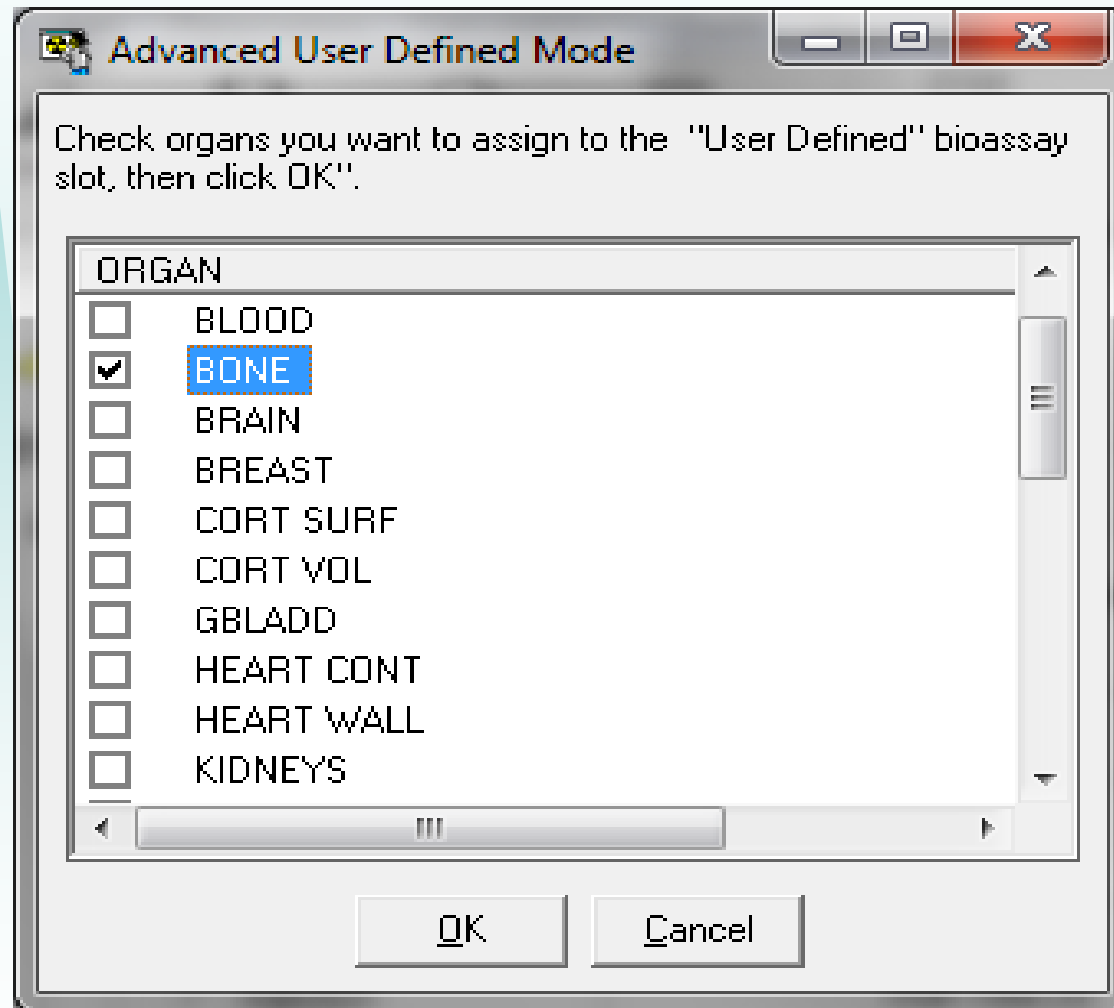 Advanced User Defined Mode
Check organs you want to assign to the "User Defined" bioassay
slot, then click OK".
ORGAN
BLOOD
BONE
BRAIN
BREAST
CORT SURF
CORT VOL
GBLADD
HEART CONT
HEART WALL
KIDNEYS
OK
Cancel